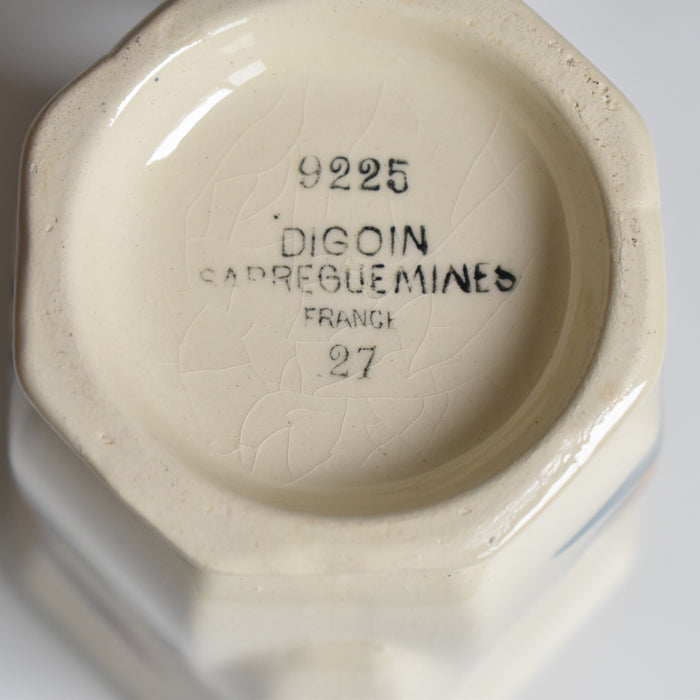 9225
DIGOIN
SARREGUEMINES
FRANCE
27